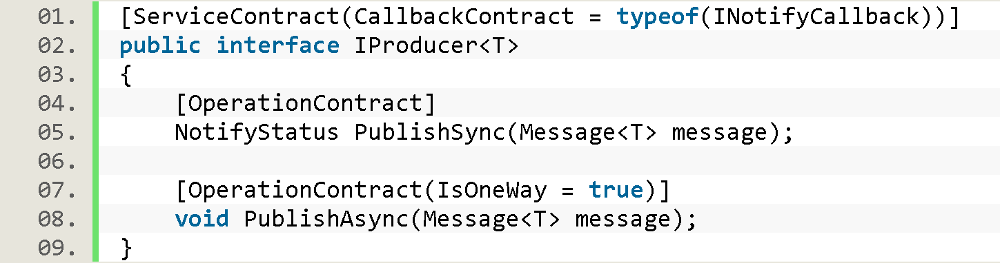 01. [ServiceContract(CallbackContract = typeof(INotifyCallback))]
02. public interface IProducer<T>
03. {
04.     [OperationContract]
05.     NotifyStatus PublishSync(Message<T> message);
06.
07.     [OperationContract(IsOneWay = true)]
08.     void PublishAsync(Message<T> message);
09. }